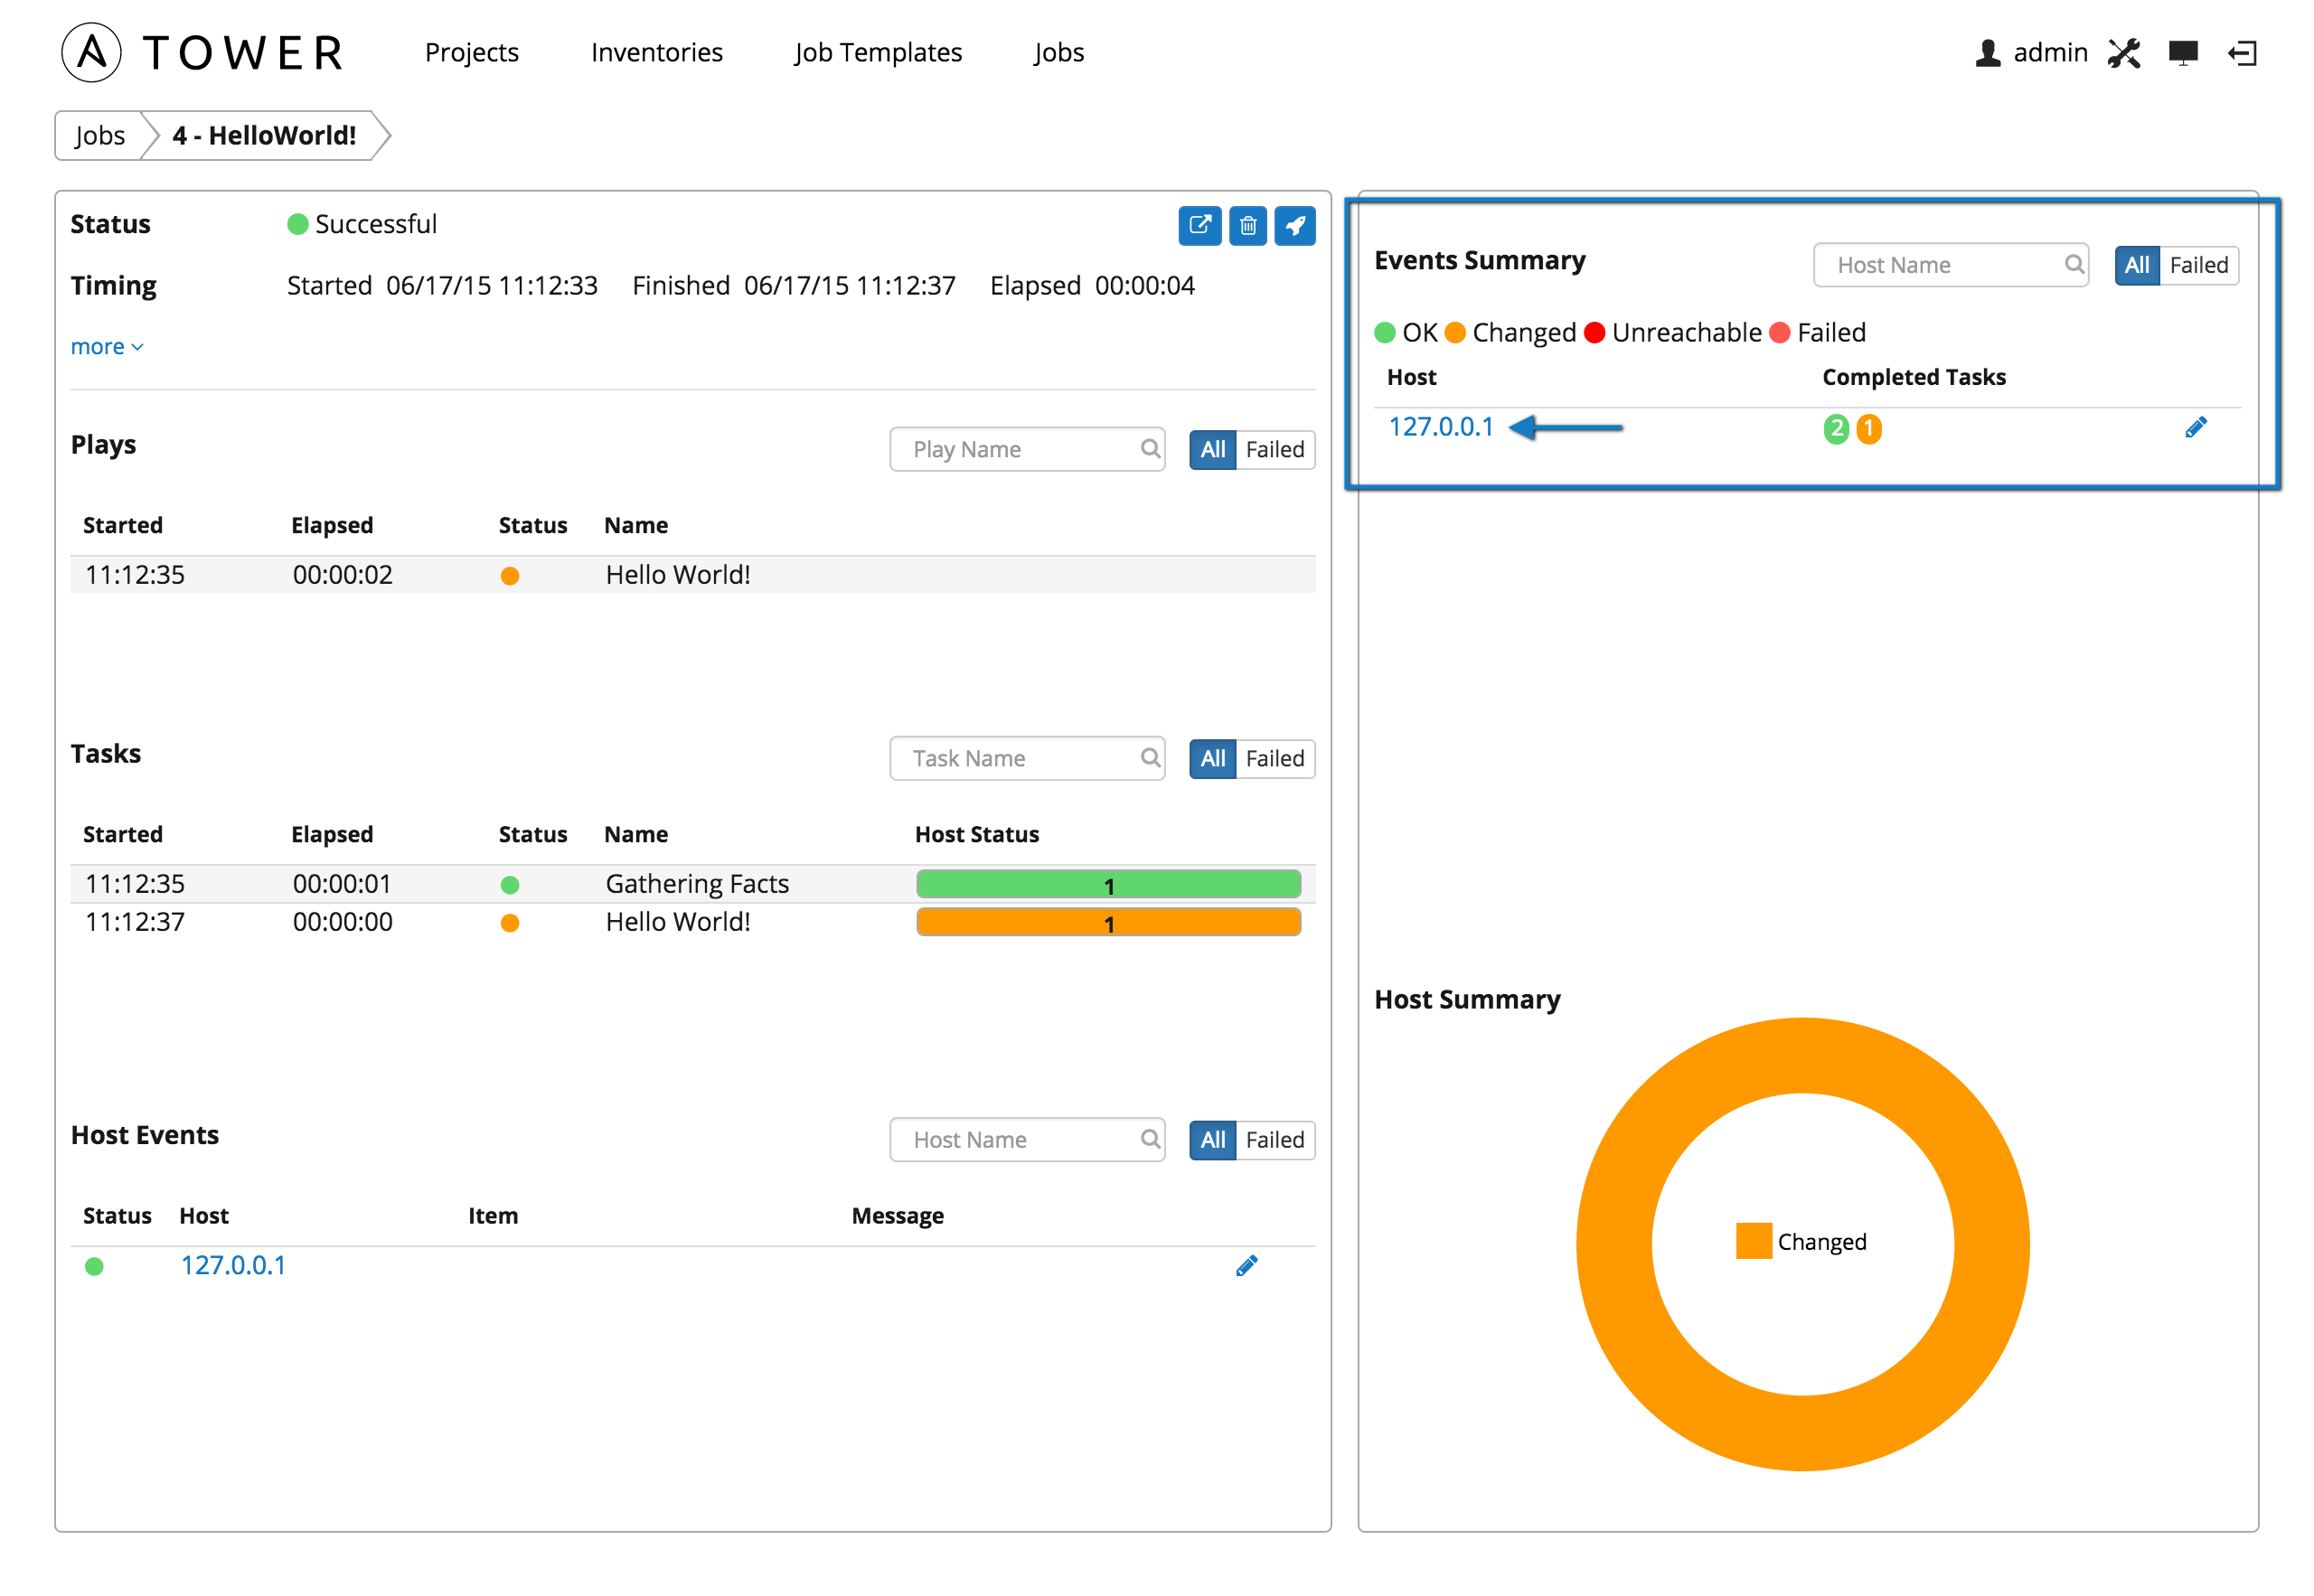 TOWER Projects Inventories Job Templates Jobs admin
Jobs 4 - HelloWorld!
Status Successful
Timing Started 06/17/15 11:12:33 Finished 06/17/15 11:12:37 Elapsed 00:00:04
more
Plays Play Name All Failed
Started Elapsed Status Name
11:12:35 00:00:02 Hello World!
Tasks Task Name All Failed
Started Elapsed Status Name Host Status
11:12:35 00:00:01 Gathering Facts 1
11:12:37 00:00:00 Hello World! 1
Host Events Host Name All Failed
Status Host Item Message
127.0.0.1
Events Summary Host Name All Failed
OK Changed Unreachable Failed
Host Completed Tasks
127.0.0.1 2 1
Host Summary
Changed